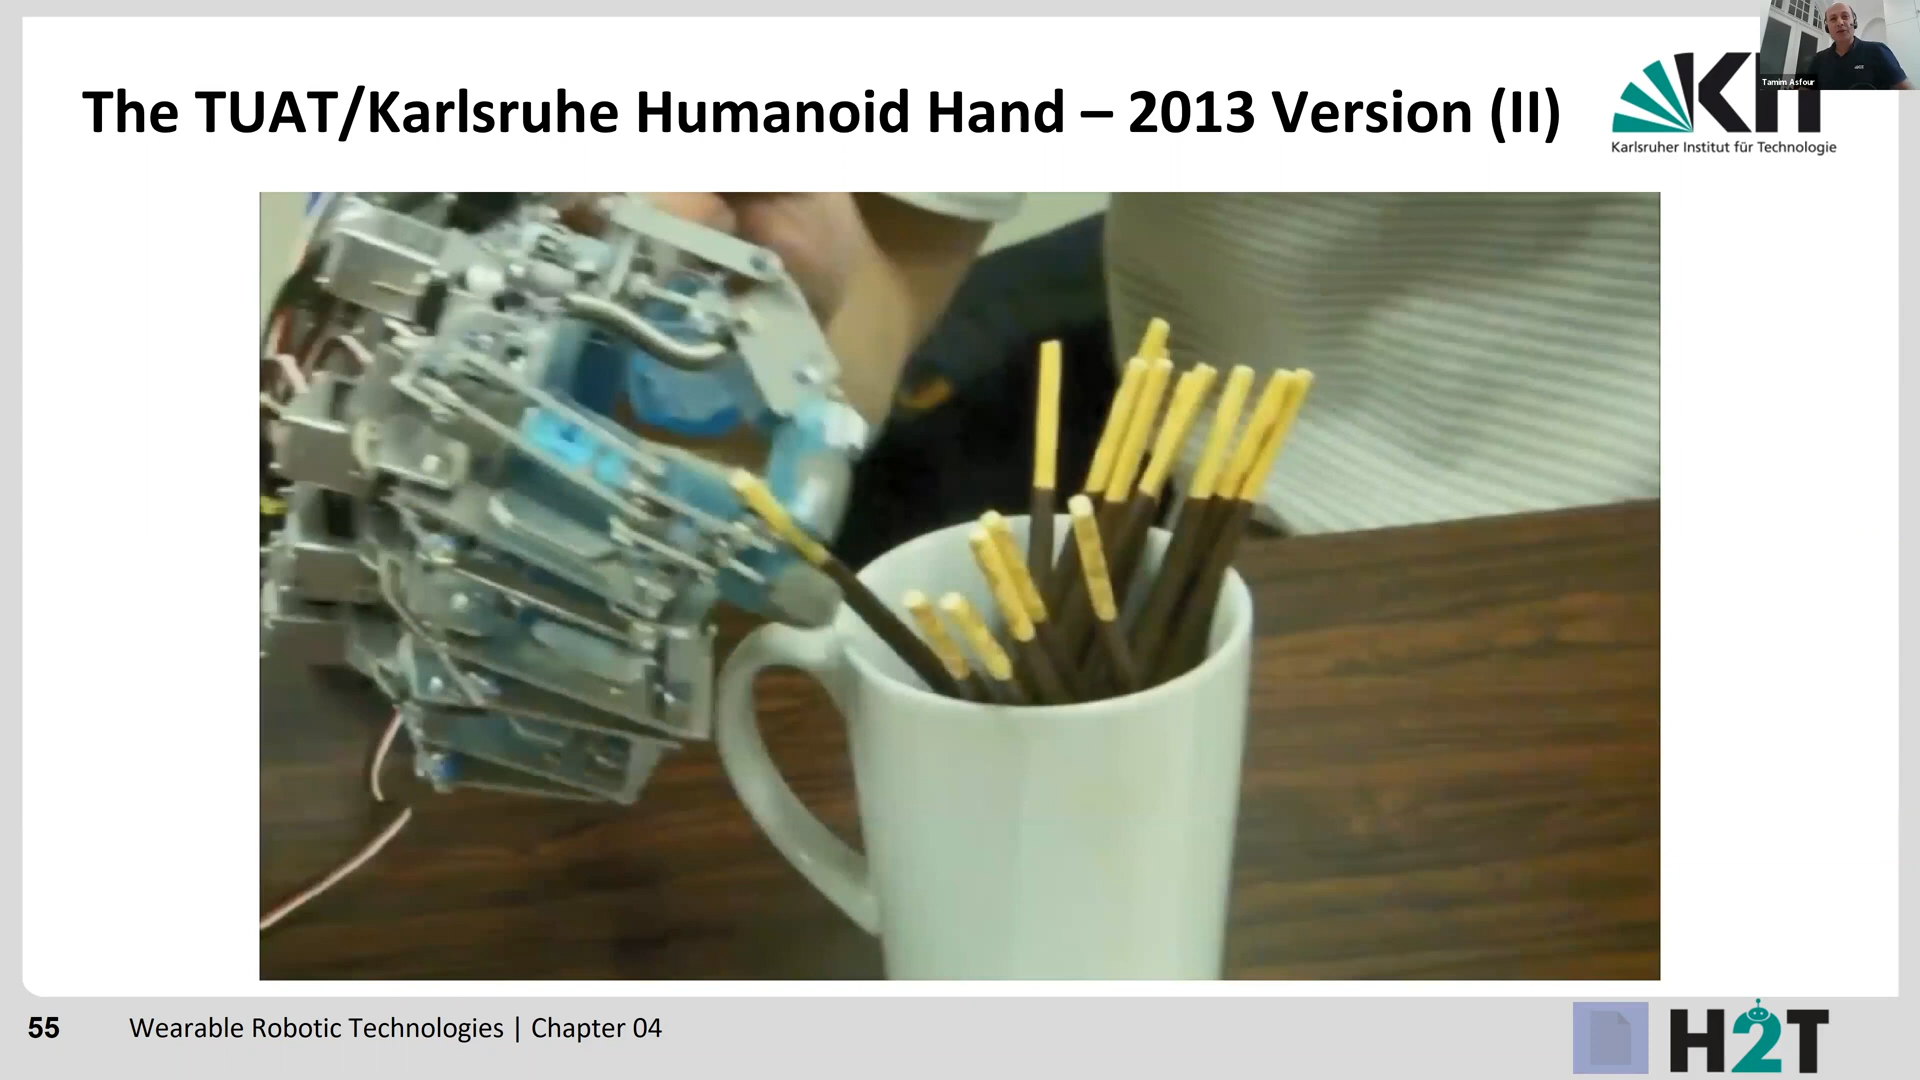 Tamim Asfour
The TUAT/Karlsruhe Humanoid Hand – 2013 Version (II)
KIT
Karlsruher Institut für Technologie
55
Wearable Robotic Technologies | Chapter 04
H2T